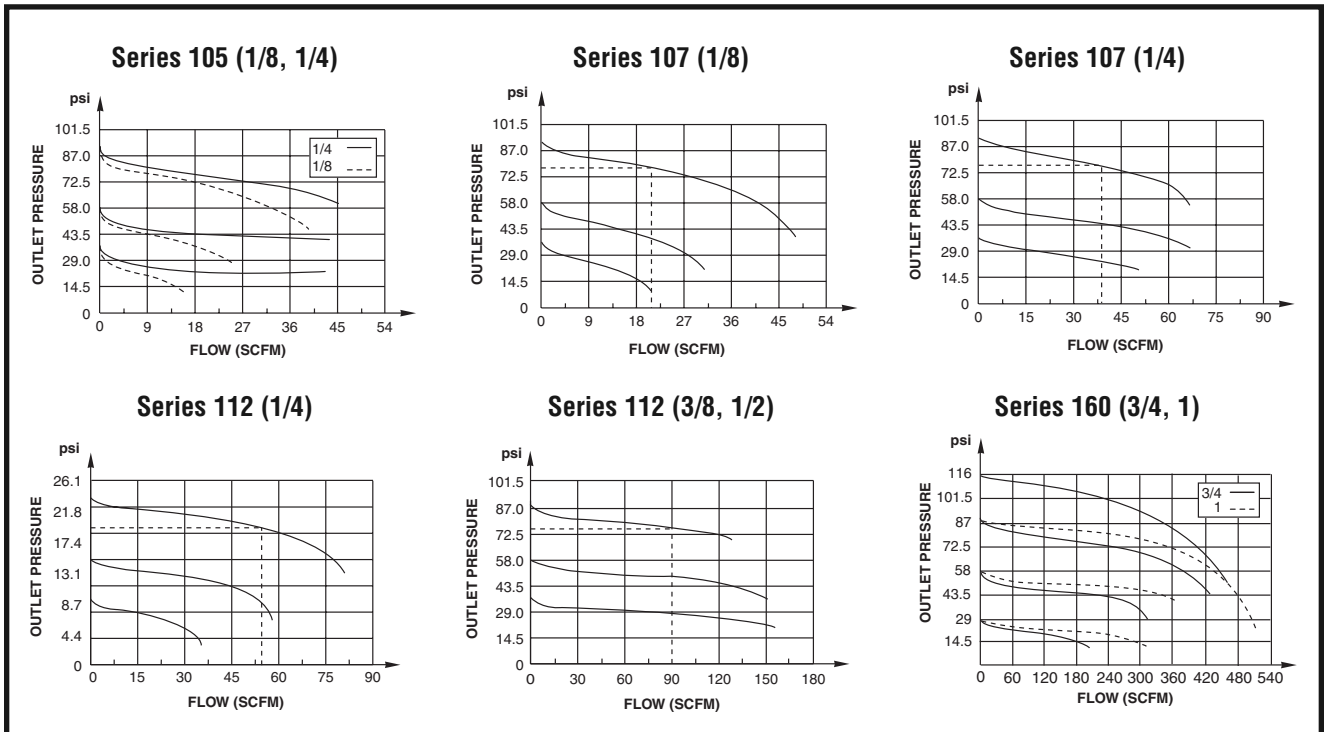 Series 105 (1/8, 1/4)
psi
OUTLET PRESSURE
101.5
87.0
72.5
58.0
43.5
29.0
14.5
0
1/4
1/8
0 9 18 27 36 45 54
FLOW (SCFM)
Series 107 (1/8)
psi
OUTLET PRESSURE
101.5
87.0
72.5
58.0
43.5
29.0
14.5
0
0 9 18 27 36 45 54
FLOW (SCFM)
Series 107 (1/4)
psi
OUTLET PRESSURE
101.5
87.0
72.5
58.0
43.5
29.0
14.5
0
0 15 30 45 60 75 90
FLOW (SCFM)
Series 112 (1/4)
psi
OUTLET PRESSURE
26.1
21.8
17.4
13.1
8.7
4.4
0
0 15 30 45 60 75 90
FLOW (SCFM)
Series 112 (3/8, 1/2)
psi
OUTLET PRESSURE
101.5
87.0
72.5
58.0
43.5
29.0
14.5
0
0 30 60 90 120 150 180
FLOW (SCFM)
Series 160 (3/4, 1)
psi
OUTLET PRESSURE
116
101.5
87
72.5
58
43.5
29
14.5
3/4
1
0 60 120 180 240 300 360 420 480 540
FLOW (SCFM)